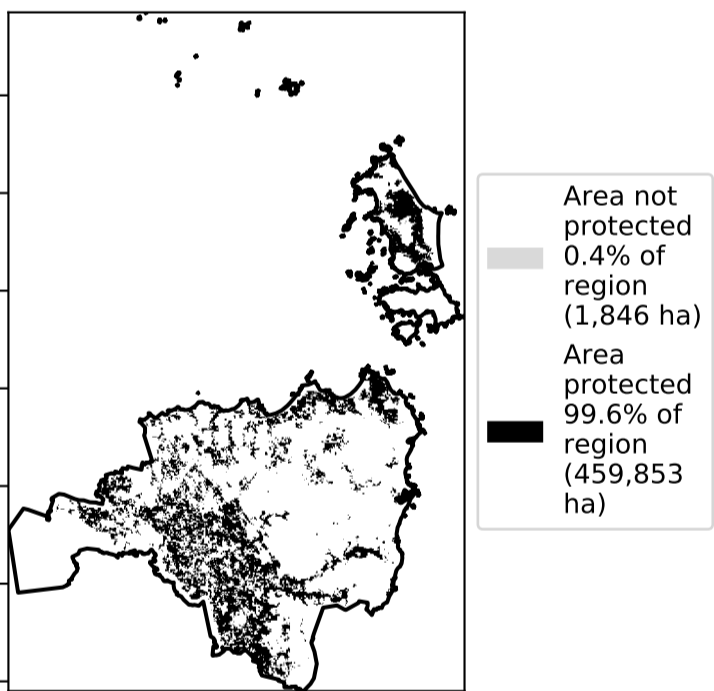 Area not
protected
0.4% of
region
(1,846 ha)
Area
protected
99.6% of
region
(459,853
ha)